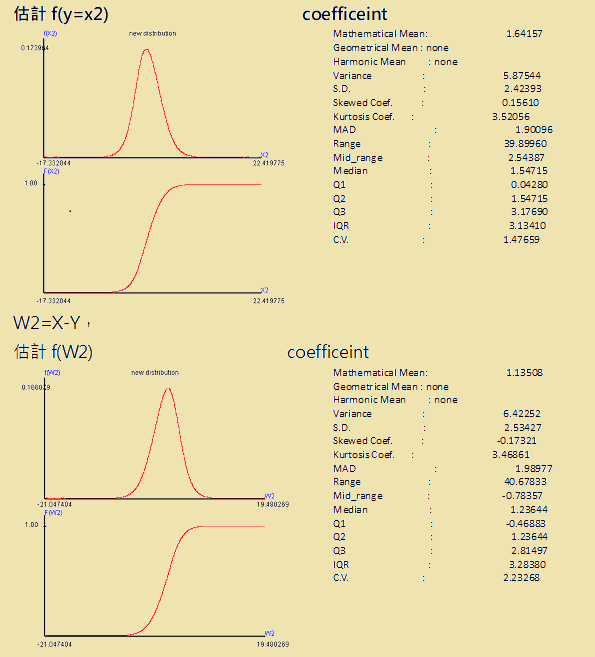 估計 f(y=x2)
coefficeint
f(X2)
new distribution
0.173964
X2
-17.332044
22.419775
F(X2)
1.00
X2
-17.332044
22.419775
Mathematical Mean: 1.64157
Geometrical Mean : none
Harmonic Mean : none
Variance : 5.87544
S.D. : 2.42393
Skewed Coef. : 0.15610
Kurtosis Coef. : 3.52056
MAD : 1.90096
Range : 39.89960
Mid_range : 2.54387
Median : 1.54715
Q1 : 0.04280
Q2 : 1.54715
Q3 : 3.17690
IQR : 3.13410
C.V. : 1.47659
W2=X-Y，
估計 f(W2)
coefficeint
f(W2)
new distribution
W2
-21.047404
19.480269
F(W2)
1.00
W2
-21.047404
19.480269
Mathematical Mean: 1.13508
Geometrical Mean : none
Harmonic Mean : none
Variance : 6.42252
S.D. : 2.53427
Skewed Coef. : -0.17321
Kurtosis Coef. : 3.46861
MAD : 1.98977
Range : 40.67833
Mid_range : -0.78357
Median : 1.23644
Q1 : -0.46883
Q2 : 1.23644
Q3 : 2.81497
IQR : 3.28380
C.V. : 2.23268